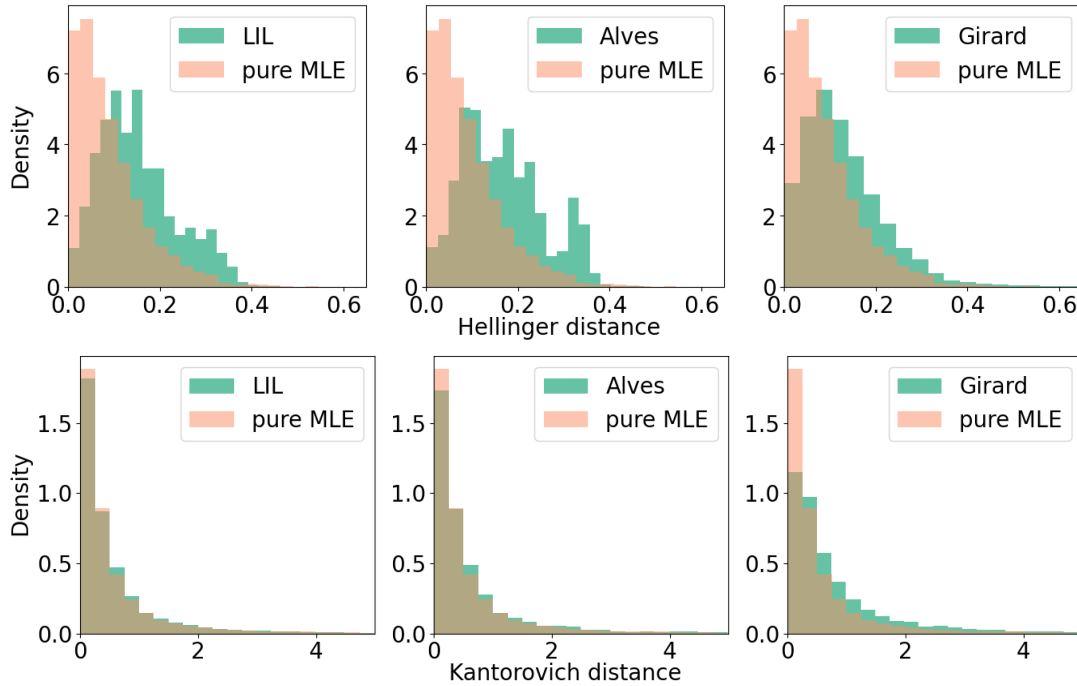 LIL
pure MLE
Alves
pure MLE
Girard
pure MLE
Density
6
4
2
0
6
4
2
0
6
4
2
0
0.0 0.2 0.4 0.6
0.0 0.2 0.4 0.6
0.0 0.2 0.4 0.6
Hellinger distance
LIL
pure MLE
Alves
pure MLE
Girard
pure MLE
Density
1.5
1.0
0.5
0.0
1.5
1.0
0.5
0.0
1.5
1.0
0.5
0.0
0 2 4
0 2 4
0 2 4
Kantorovich distance